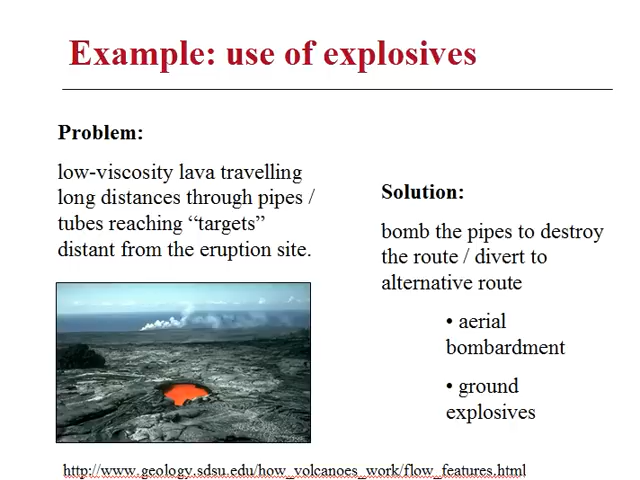 Example: use of explosives
Problem:
low-viscosity lava travelling
long distances through pipes /
tubes reaching “targets”
distant from the eruption site.
Solution:
bomb the pipes to destroy
the route / divert to
alternative route
• aerial
bombardment
• ground
explosives
http://www.geology.sdsu.edu/how_volcanoes_work/flow_features.html